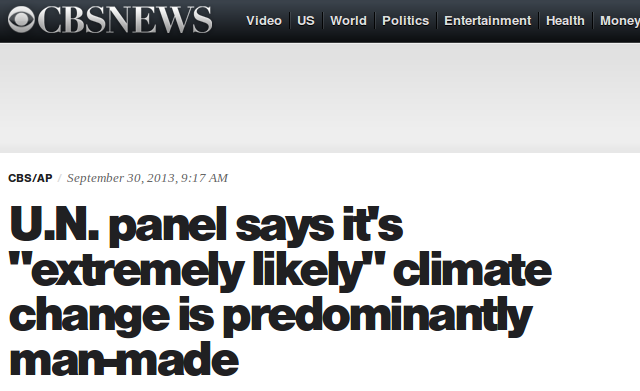 CBSNEWS Video US World Politics Entertainment Health Money
CBS/AP / September 30, 2013, 9:17 AM
U.N. panel says it's
"extremely likely" climate
change is predominantly
man-made